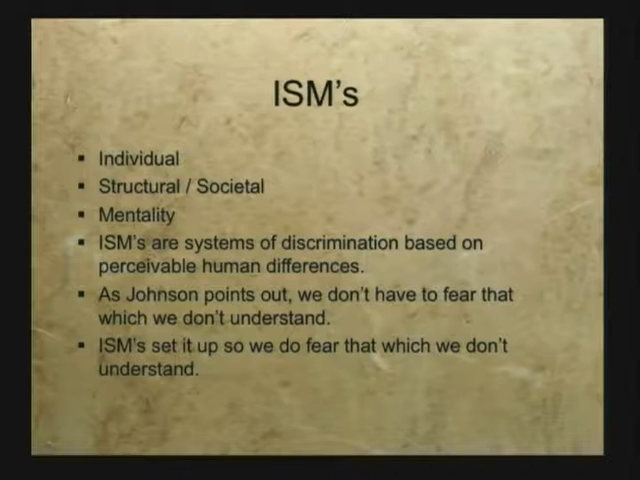 ISM's
▪ Individual
▪ Structural / Societal
▪ Mentality
▪ ISM's are systems of discrimination based on
perceivable human differences.
▪ As Johnson points out, we don't have to fear that
which we don't understand.
▪ ISM's set it up so we do fear that which we don't
understand.